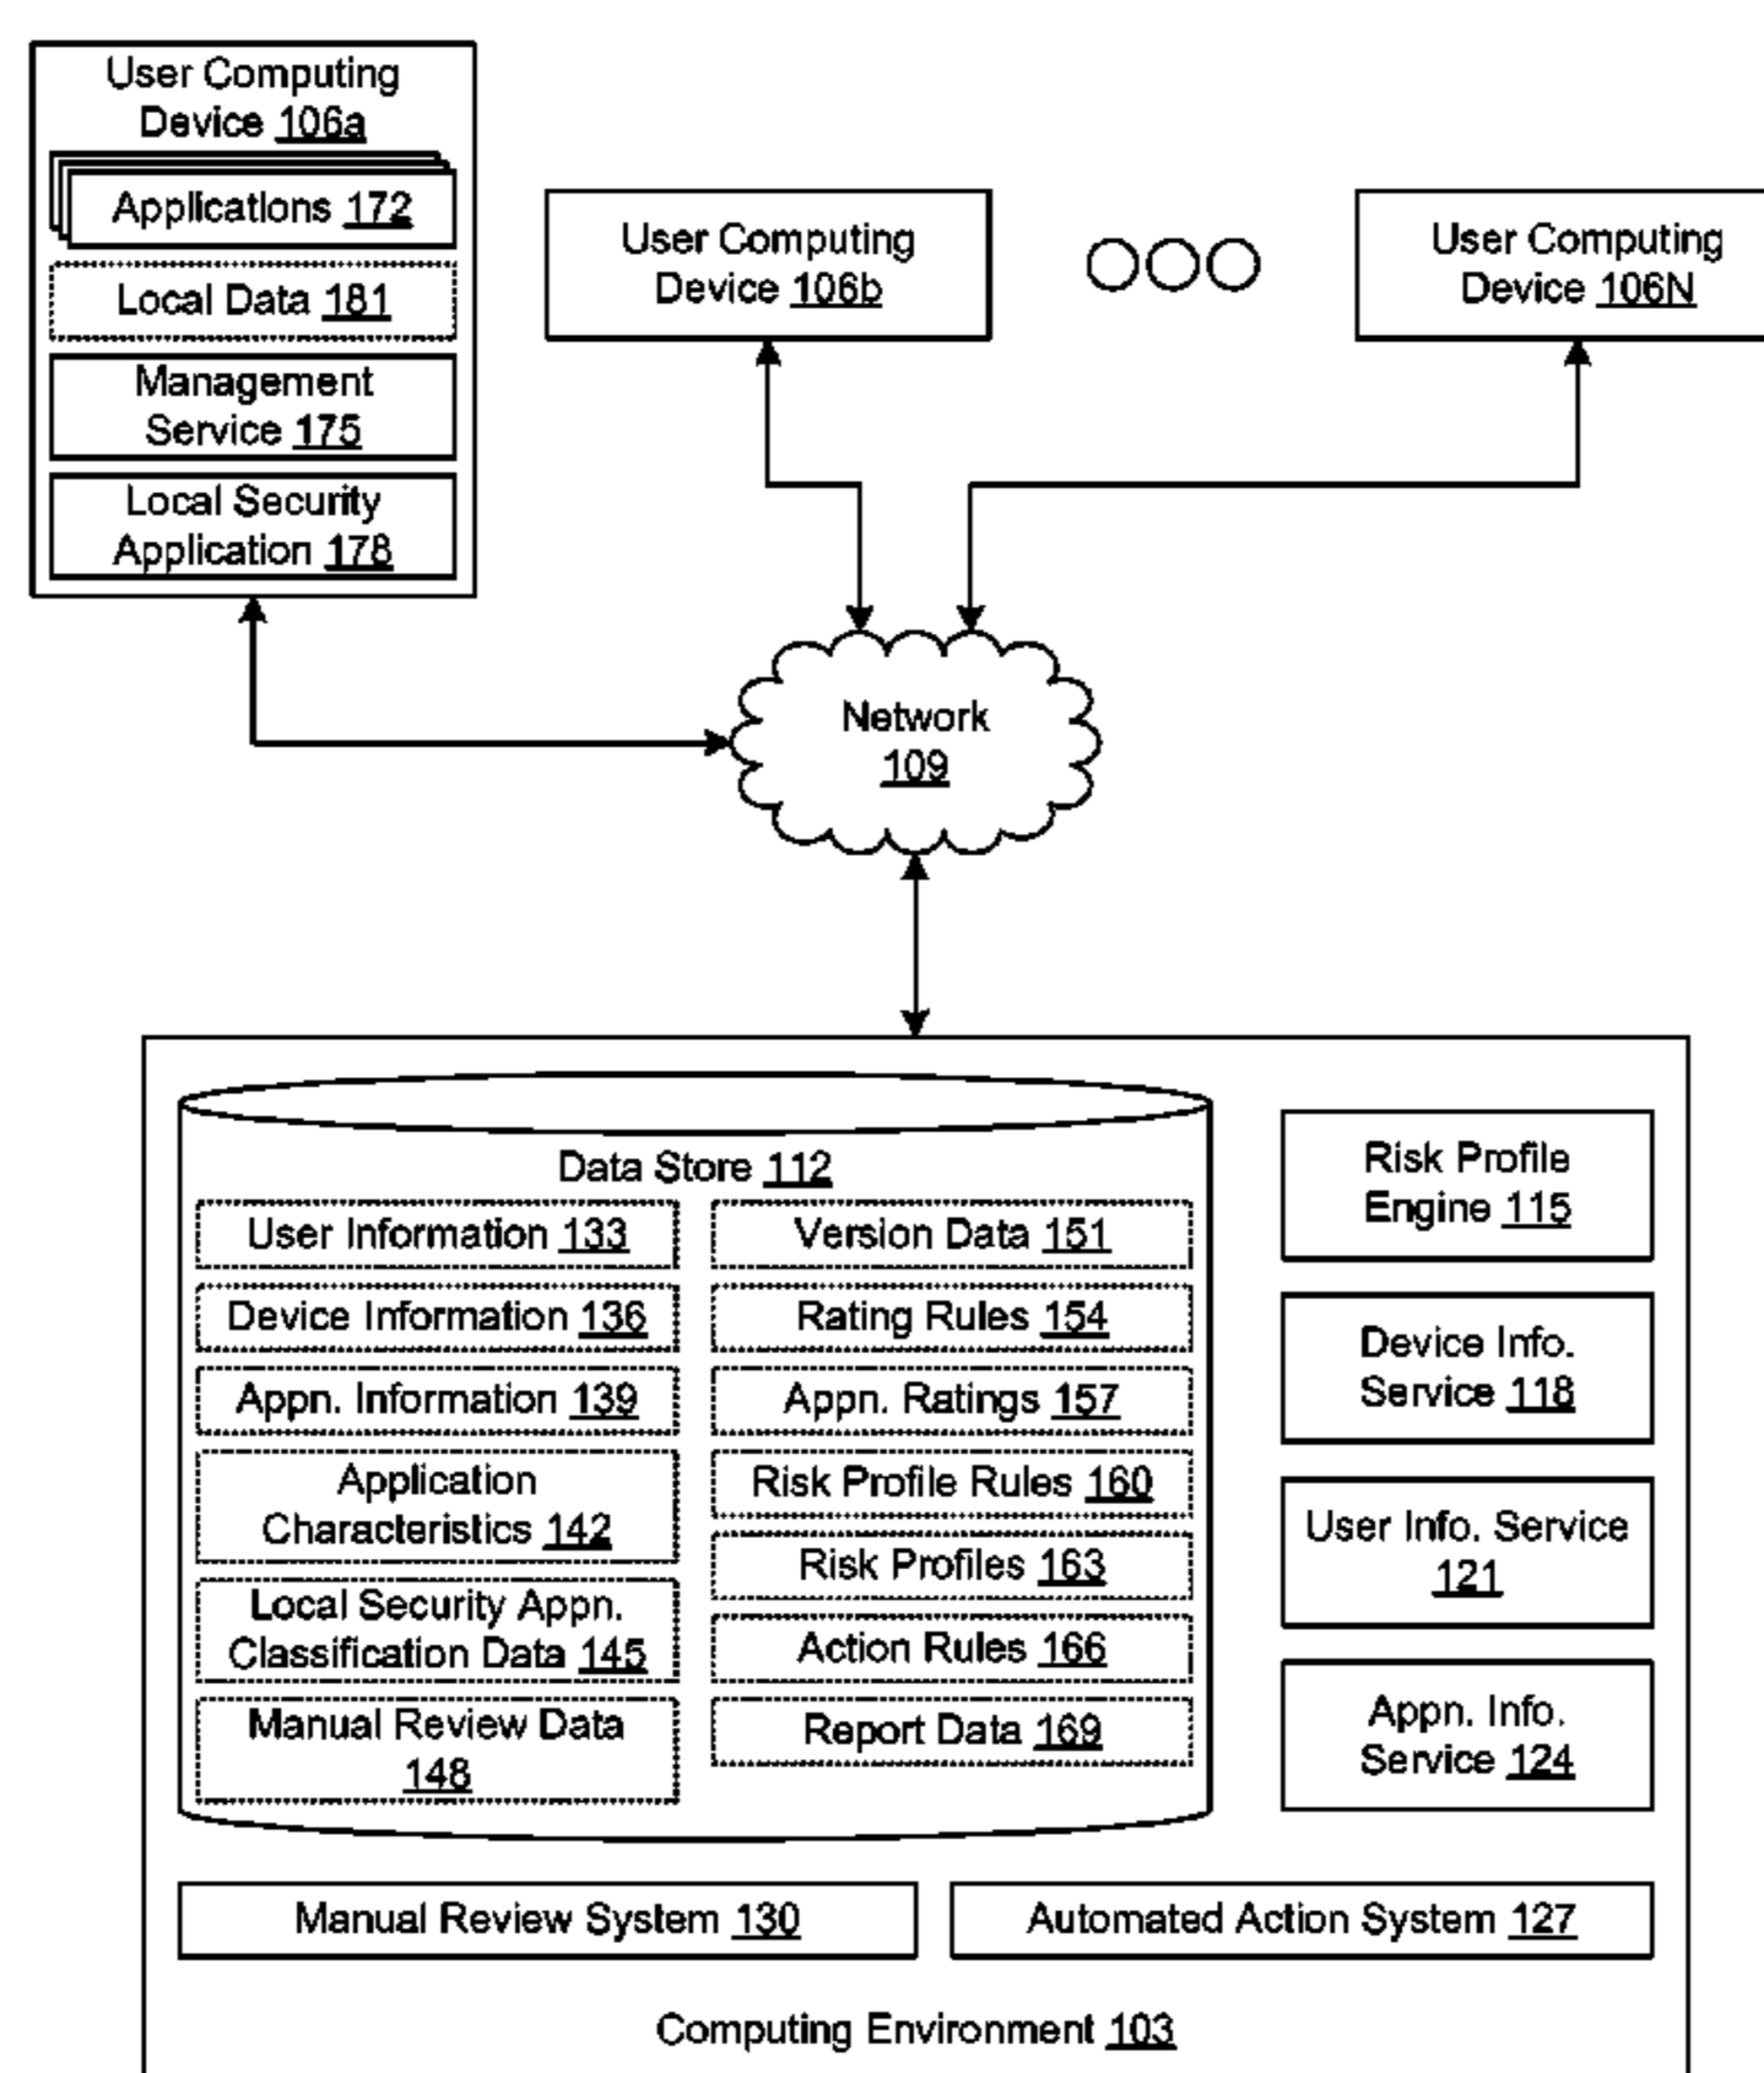 User Computing
Device 106a
Applications 172
Local Data 181
Management
Service 175
Local Security
Application 178
User Computing
Device 106b
User Computing
Device 106N
Network
109
Data Store 112
User Information 133
Device Information 136
Appn. Information 139
Application
Characteristics 142
Local Security Appn.
Classification Data 145
Manual Review Data
148
Version Data 151
Rating Rules 154
Appn. Ratings 157
Risk Profile Rules 160
Risk Profiles 163
Action Rules 166
Report Data 169
Risk Profile
Engine 115
Device Info.
Service 118
User Info. Service
121
Appn. Info.
Service 124
Manual Review System 130
Automated Action System 127
Computing Environment 103